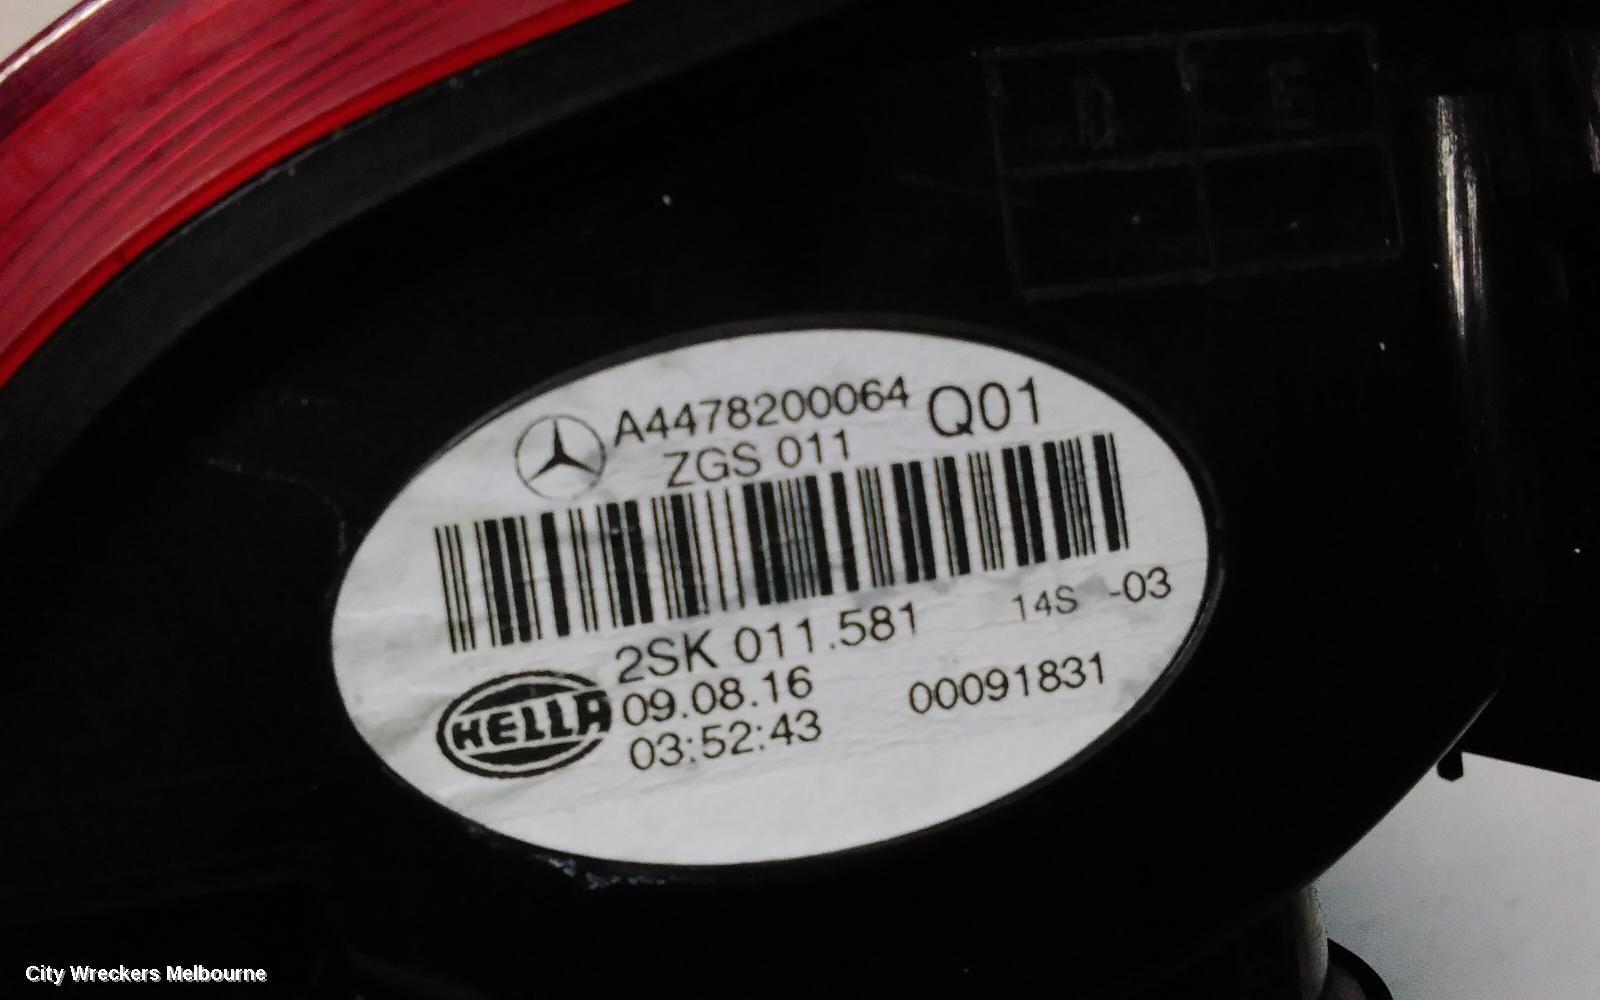 D E
A4478200064 Q01
ZGS 011
2SK 011.581 14S -03
HELLA
09.08.16 00091831
03:52:43
City Wreckers Melbourne